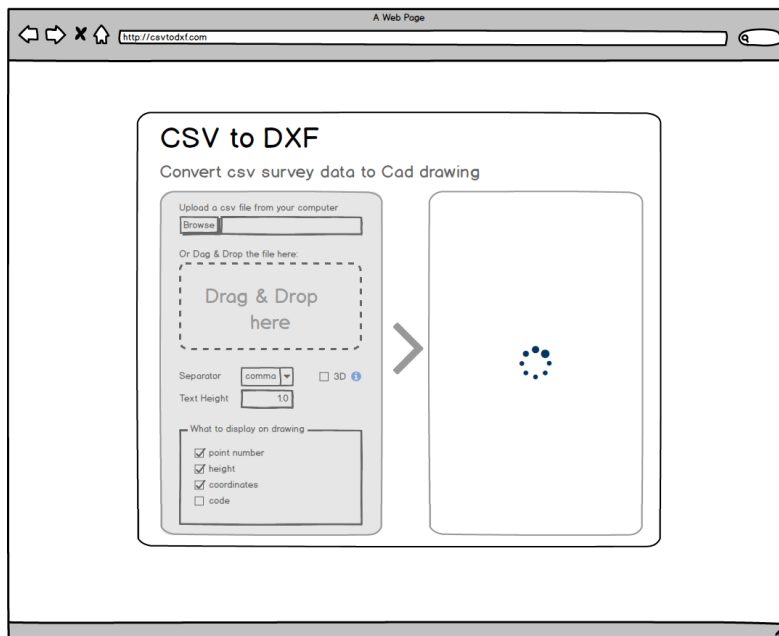 A Web Page
http://csvtodxf.com
CSV to DXF
Convert csv survey data to Cad drawing
Upload a csv file from your computer
Browse
Or Dag & Drop the file here:
Drag & Drop
here
Separator comma 3D i
Text Height 1.0
What to display on drawing
point number
height
coordinates
code